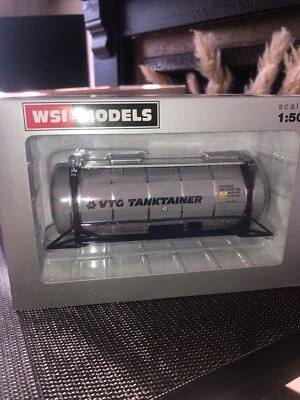 WSI MODELS
scale
1:50
VTG TANKTAINER